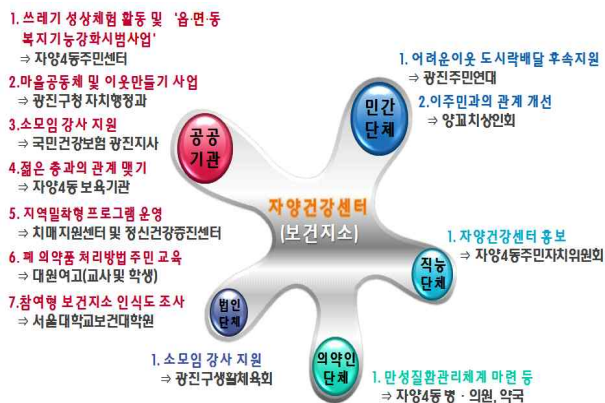 1. 쓰레기 성상체험 활동 및 '읍·면·동
복지기능강화시범사업'
⇒ 자양4동주민센터
2.마을공동체 및 이웃만들기 사업
⇒ 광진구청 자치행정과
3.소모임 강사 지원
⇒ 국민건강보험 광진지사
4.젊은 층과의 관계 맺기
⇒ 자양4동 보육기관
5. 지역밀착형 프로그램 운영
⇒ 치매지원센터 및 정신건강증진센터
6. 폐 의약품 처리방법 주민 교육
⇒ 대원여고(교사 및 학생)
7.참여형 보건지소 인식도 조사
⇒ 서울대학교보건대학원
공공
기관
1. 어려운이웃 도시락배달 후속지원
⇒ 광진주민연대
2.이주민과의 관계 개선
⇒ 양꼬치상인회
민간
단체
자양건강센터
(보건지소)
1. 자양건강센터 홍보
⇒ 자양4동주민자치위원회
직능
단체
법인
단체
1. 소모임 강사 지원
⇒ 광진구생활체육회
의약인
단체
1. 만성질환관리체계 마련 등
⇒ 자양4동 병·의원, 약국